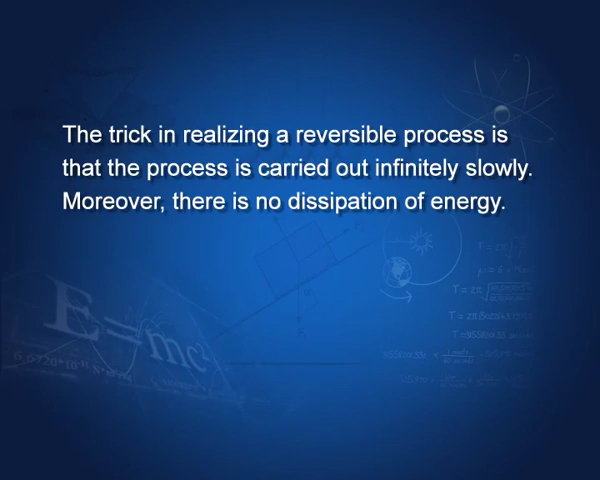 The trick in realizing a reversible process is
that the process is carried out infinitely slowly.
Moreover, there is no dissipation of energy.
E=mc²